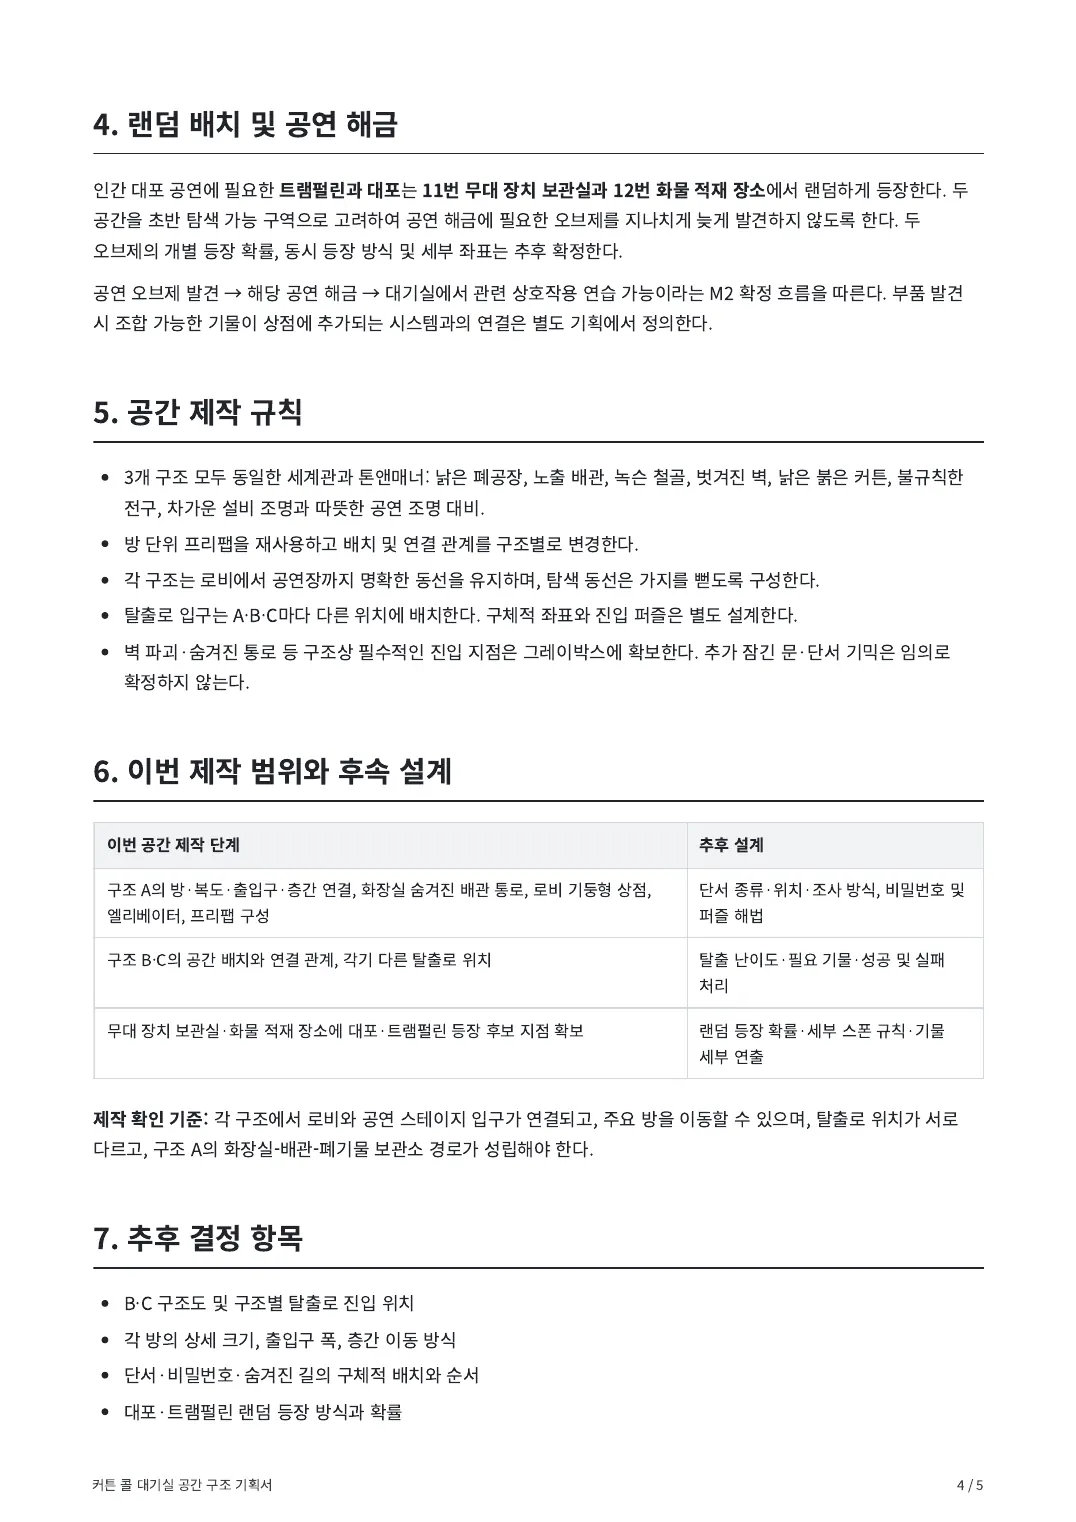 4. 랜덤 배치 및 공연 해금
인간 대포 공연에 필요한 트램펄린과 대포는 11번 무대 장치 보관실과 12번 화물 적재 장소에서 랜덤하게 등장한다. 두
공간을 초반 탐색 가능 구역으로 고려하여 공연 해금에 필요한 오브제를 지나치게 늦게 발견하지 않도록 한다. 두
오브제의 개별 등장 확률, 동시 등장 방식 및 세부 좌표는 추후 확정한다.
공연 오브제 발견 → 해당 공연 해금 → 대기실에서 관련 상호작용 연습 가능이라는 M2 확정 흐름을 따른다. 부품 발견
시 조합 가능한 기물이 상점에 추가되는 시스템과의 연결은 별도 기획에서 정의한다.
5. 공간 제작 규칙
• 3개 구조 모두 동일한 세계관과 톤앤매너: 낡은 폐공장, 노출 배관, 녹슨 철골, 벗겨진 벽, 낡은 붉은 커튼, 불규칙한
전구, 차가운 설비 조명과 따뜻한 공연 조명 대비.
• 방 단위 프리팹을 재사용하고 배치 및 연결 관계를 구조별로 변경한다.
• 각 구조는 로비에서 공연장까지 명확한 동선을 유지하며, 탐색 동선은 가지를 뻗도록 구성한다.
• 탈출로 입구는 A·B·C마다 다른 위치에 배치한다. 구체적 좌표와 진입 퍼즐은 별도 설계한다.
• 벽 파괴·숨겨진 통로 등 구조상 필수적인 진입 지점은 그레이박스에 확보한다. 추가 잠긴 문·단서 기믹은 임의로
확정하지 않는다.
6. 이번 제작 범위와 후속 설계
이번 공간 제작 단계
추후 설계
구조 A의 방·복도·출입구·층간 연결, 화장실 숨겨진 배관 통로, 로비 기둥형 상점,
엘리베이터, 프리팹 구성
단서 종류·위치·조사 방식, 비밀번호 및
퍼즐 해법
구조 B·C의 공간 배치와 연결 관계, 각기 다른 탈출로 위치
탈출 난이도·필요 기물·성공 및 실패
처리
무대 장치 보관실·화물 적재 장소에 대포·트램펄린 등장 후보 지점 확보
랜덤 등장 확률·세부 스폰 규칙·기물
세부 연출
제작 확인 기준: 각 구조에서 로비와 공연 스테이지 입구가 연결되고, 주요 방을 이동할 수 있으며, 탈출로 위치가 서로
다르고, 구조 A의 화장실-배관-폐기물 보관소 경로가 성립해야 한다.
7. 추후 결정 항목
• B·C 구조도 및 구조별 탈출로 진입 위치
• 각 방의 상세 크기, 출입구 폭, 층간 이동 방식
• 단서·비밀번호·숨겨진 길의 구체적 배치와 순서
• 대포·트램펄린 랜덤 등장 방식과 확률
커튼 콜 대기실 공간 구조 기획서
4 / 5